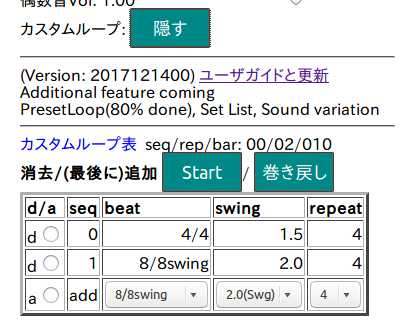 偶数音Vol: 1.00
カスタムループ: 隠す
(Version: 2017121400) ユーザガイドと更新
Additional feature coming
PresetLoop(80% done), Set List, Sound variation
カスタムループ表 seq/rep/bar: 00/02/010
消去/(最後に)追加 Start / 巻き戻し
d/a seq beat swing repeat
d 0 4/4 1.5 4
d 1 8/8swing 2.0 4
a add 8/8swing 2.0(Swg) 4